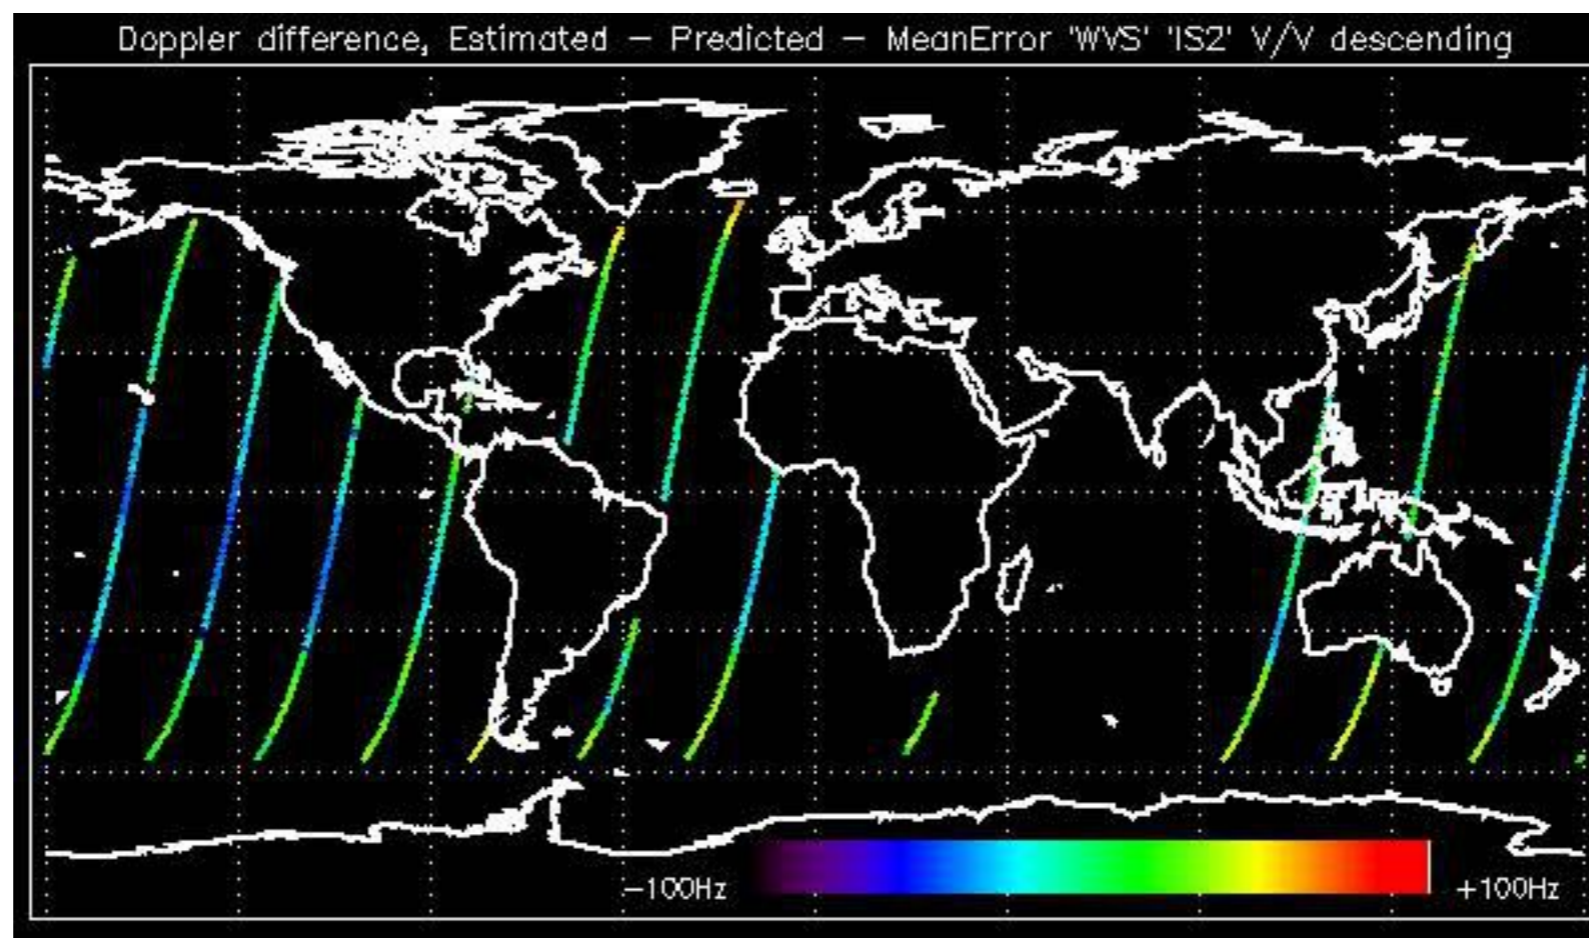 Doppler difference, Estimated – Predicted – MeanError 'WVS' 'IS2' V/V descending
−100Hz
+100Hz